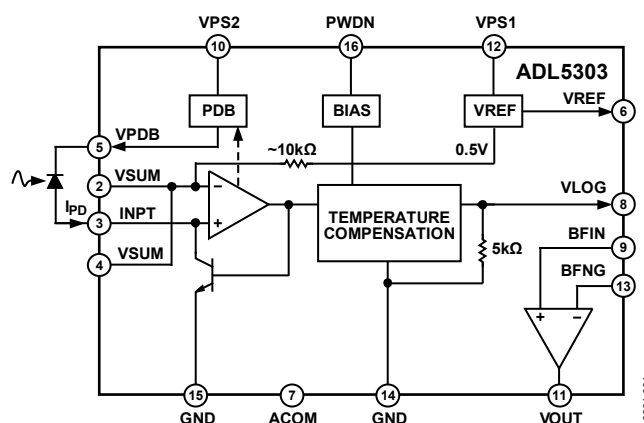 VPS2 PWDN VPS1
10 16 12
ADL5303
PDB BIAS VREF VREF 6
5 VPDB
~10kΩ 0.5V
2 VSUM −
IPD 3 INPT +
4 VSUM
TEMPERATURE
COMPENSATION
VLOG 8
5kΩ
BFIN 9
BFNG 13
+ −
15 7 14 11
GND ACOM GND VOUT